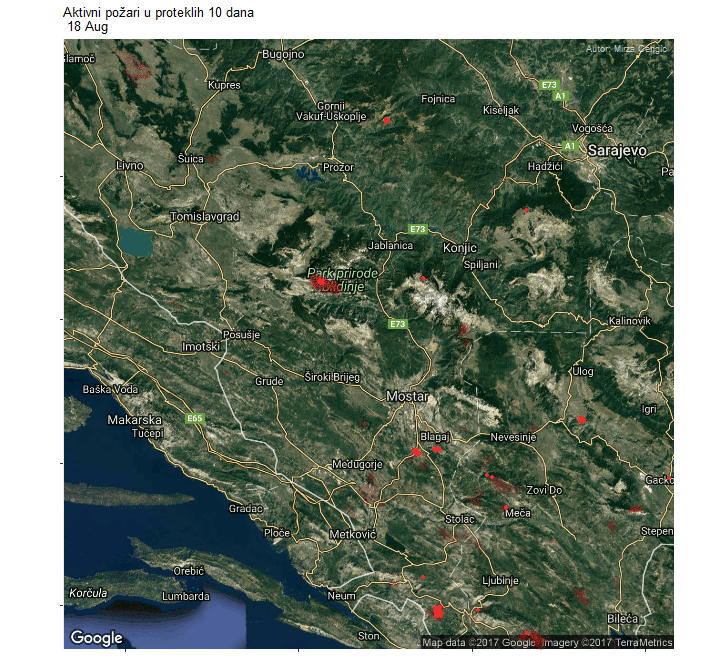 Aktivni požari u proteklih 10 dana
18 Aug
Autor: Mirza Čengić
Glamoč
Bugojno
Kupres
Gornji
Vakuf-Uskoplje
Fojnica
Kiseljak
E73
A1
Vogošća
A1
Sarajevo
Livno
Šuica
Prozor
Hadžići
Pa
Tomislavgrad
E73
Jablanica
Konjic
Spiljani
Park prirode
Blidinje
E73
Kalinovik
Posušje
Imotski
Ulog
Grude
Široki Brijeg
Baška Voda
Mostar
Igri
Makarska
E65
Tučepi
Blagaj
Nevesinje
Međugorje
Gacko
Zovi Do
Gradac
Meča
Stolac
Ploče
Metković
Stepen
Orebić
Ljubinje
Korčula
Lumbarda
Neum
Bileća
Ston
Google
Map data ©2017 Google Imagery ©2017 TerraMetrics